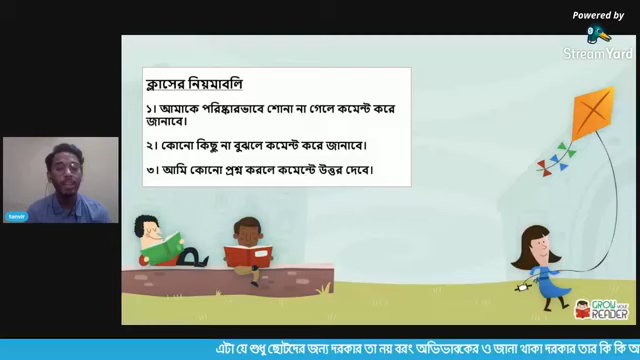 Powered by
StreamYard
ক্লাসের নিয়মাবলি
১। আমাকে পরিষ্কারভাবে শোনা না গেলে কমেন্ট করে
জানাবে।
২। কোনো কিছু না বুঝলে কমেন্ট করে জানাবে।
৩। আমি কোনো প্রশ্ন করলে কমেন্টে উত্তর দেবে।
tanvir
GROW YOUR
READER
এটা যে শুধু ছোটদের জন্য দরকার তা নয় বরং অভিভাবকের ও জানা থাকা দরকার তার কি কি